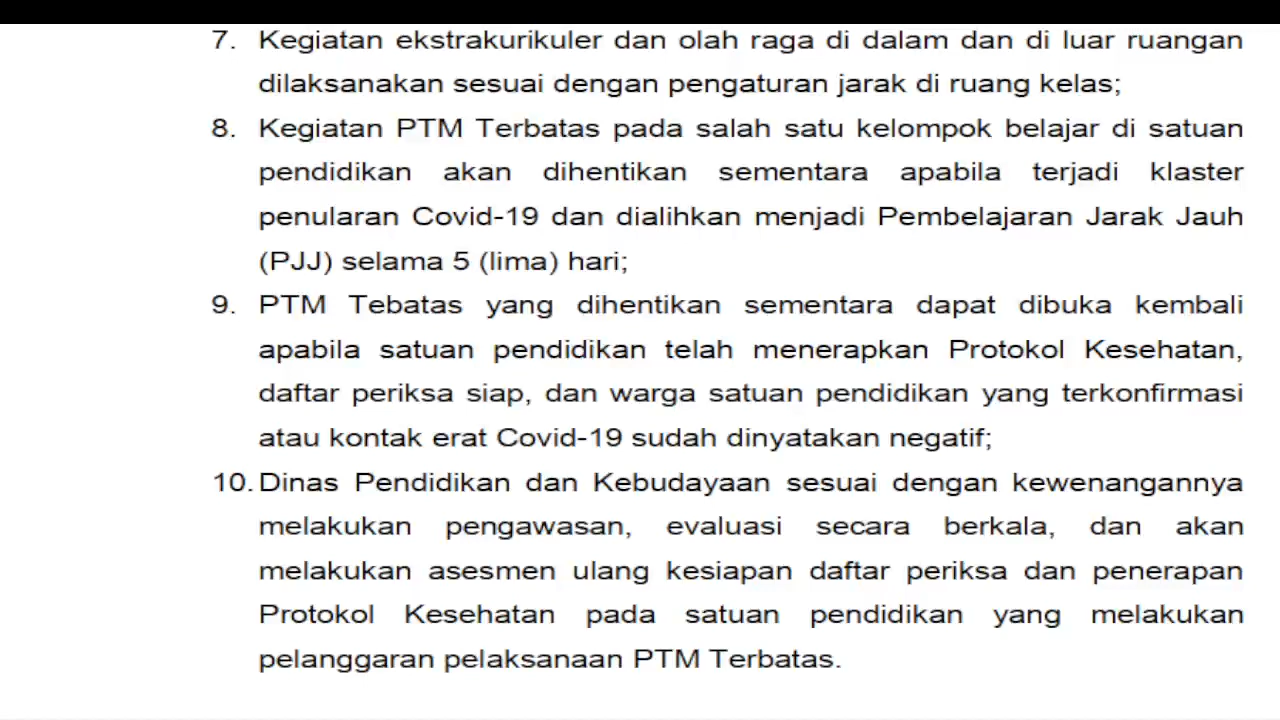 7. Kegiatan ekstrakurikuler dan olah raga di dalam dan di luar ruangan
dilaksanakan sesuai dengan pengaturan jarak di ruang kelas;
8. Kegiatan PTM Terbatas pada salah satu kelompok belajar di satuan
pendidikan akan dihentikan sementara apabila terjadi klaster
penularan Covid-19 dan dialihkan menjadi Pembelajaran Jarak Jauh
(PJJ) selama 5 (lima) hari;
9. PTM Tebatas yang dihentikan sementara dapat dibuka kembali
apabila satuan pendidikan telah menerapkan Protokol Kesehatan,
daftar periksa siap, dan warga satuan pendidikan yang terkonfirmasi
atau kontak erat Covid-19 sudah dinyatakan negatif;
10. Dinas Pendidikan dan Kebudayaan sesuai dengan kewenangannya
melakukan pengawasan, evaluasi secara berkala, dan akan
melakukan asesmen ulang kesiapan daftar periksa dan penerapan
Protokol Kesehatan pada satuan pendidikan yang melakukan
pelanggaran pelaksanaan PTM Terbatas.